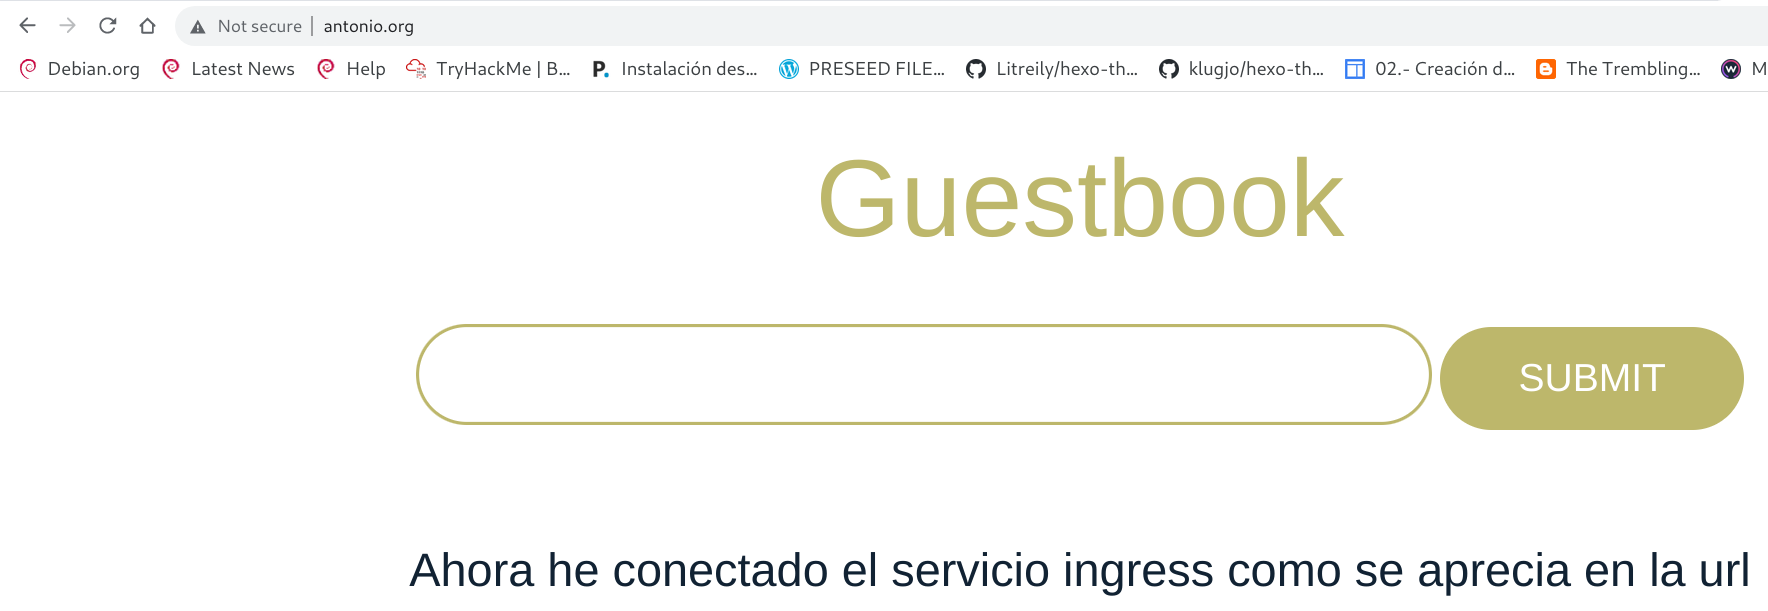 Not secure | antonio.org
Debian.org Latest News Help TryHackMe | B... Instalación des... PRESEED FILE... Litreily/hexo-th... klugjo/hexo-th... 02.- Creación d... The Trembling... M
Guestbook
SUBMIT
Ahora he conectado el servicio ingress como se aprecia en la url